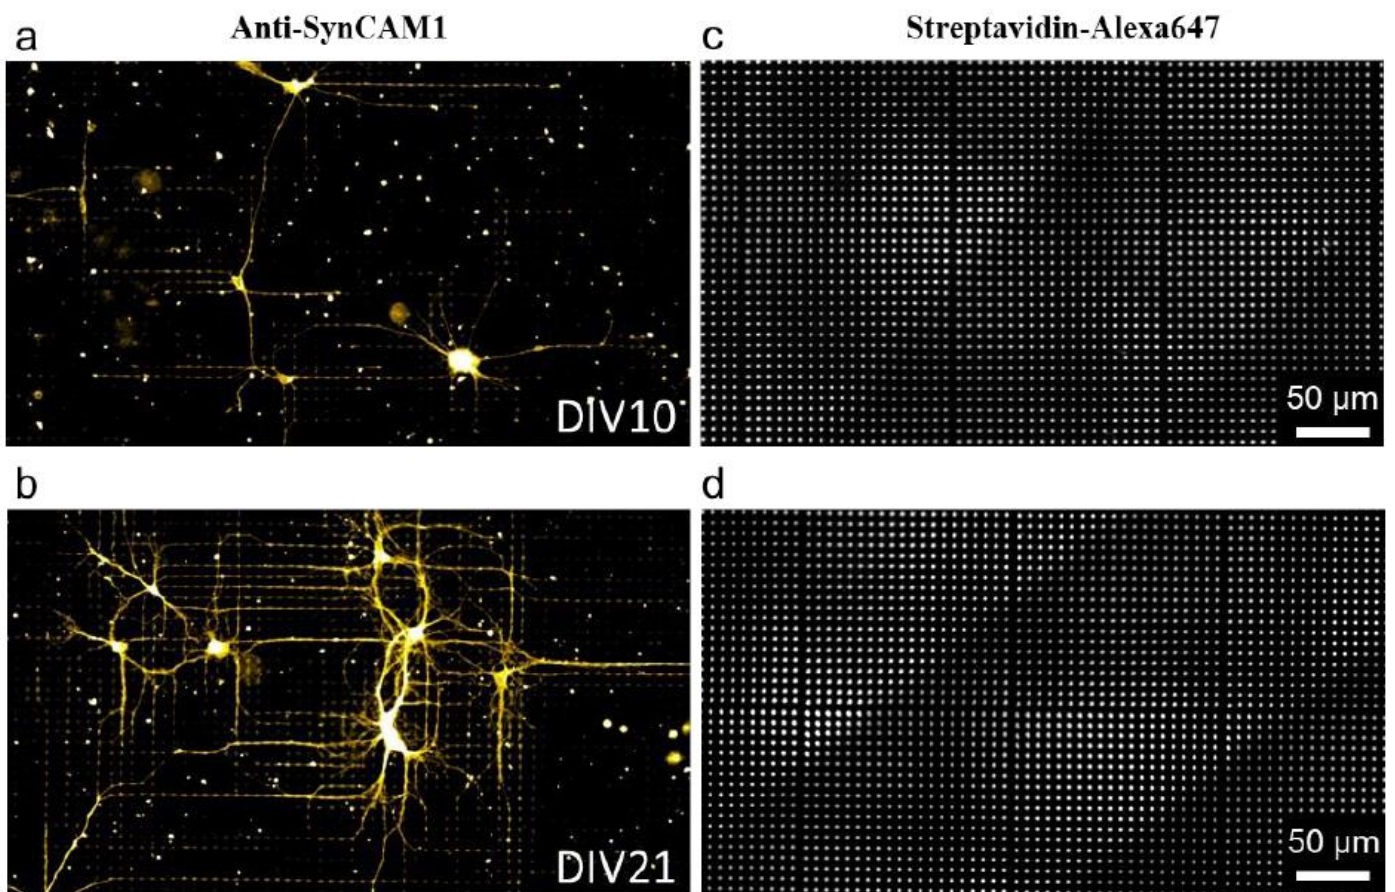 a
Anti-SynCAM1
c
Streptavidin-Alexa647
DIV10
50 µm
b
d
DIV21
50 µm